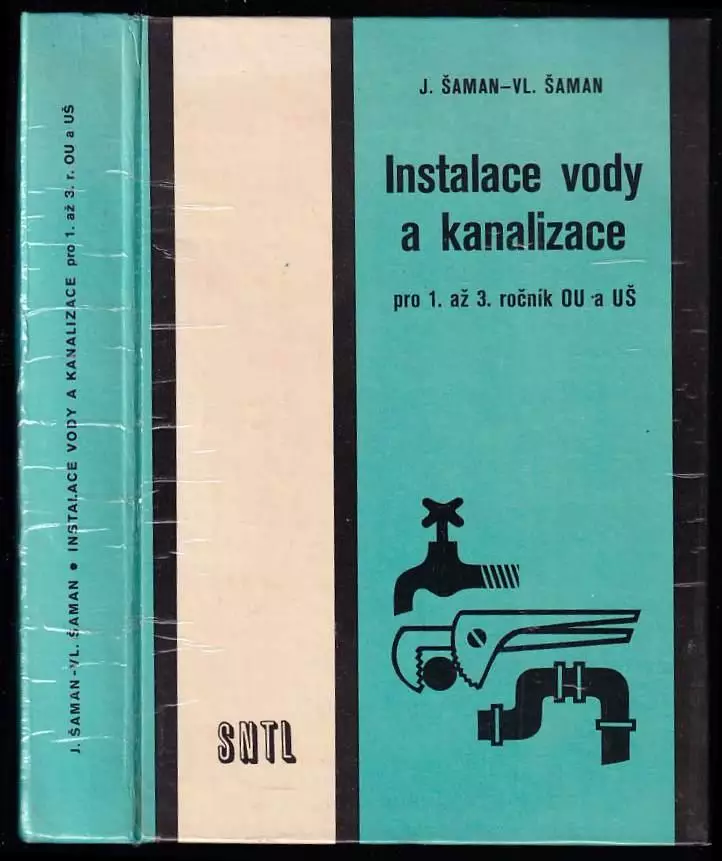 J. ŠAMAN-VL. ŠAMAN • INSTALACE VODY A KANALIZACE pro 1. až 3. r. OU a UŠ
J. ŠAMAN–VL. ŠAMAN
Instalace vody
a kanalizace
pro 1. až 3. ročník OU a UŠ
SNTL